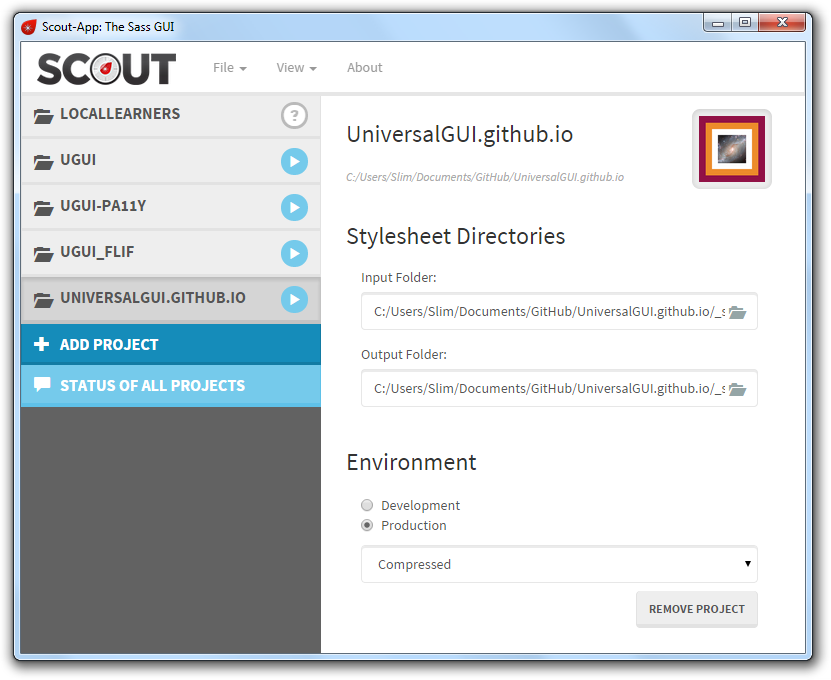 Scout-App: The Sass GUI
SCOUT
File
View
About
LOCALLEARNERS
?
UGUI
UGUI-PA11Y
UGUI_FLIF
UNIVERSALGUI.GITHUB.IO
ADD PROJECT
STATUS OF ALL PROJECTS
UniversalGUI.github.io
C:/Users/Slim/Documents/GitHub/UniversalGUI.github.io
Stylesheet Directories
Input Folder:
C:/Users/Slim/Documents/GitHub/UniversalGUI.github.io/_s
Output Folder:
C:/Users/Slim/Documents/GitHub/UniversalGUI.github.io/_s
Environment
Development
Production
Compressed
REMOVE PROJECT